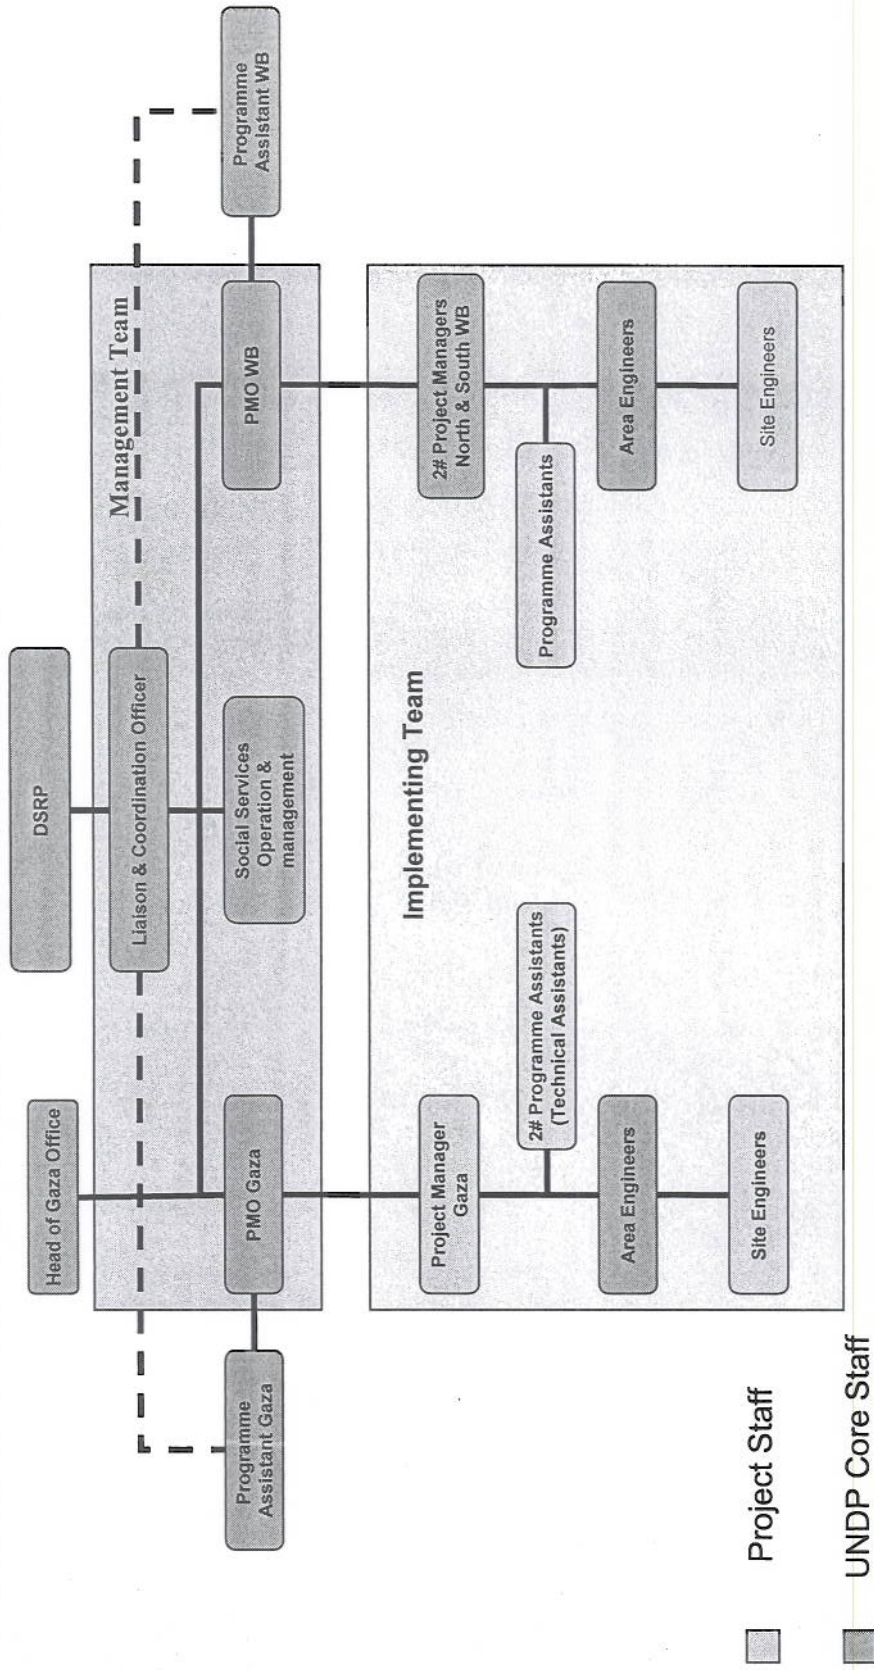 DSRP
Head of Gaza Office
Management Team
Liaison & Coordination Officer
Programme
Assistant Gaza
PMO Gaza
Social Services
Operation &
management
PMO WB
Programme
Assistant WB
Implementing Team
Project Manager
Gaza
2# Project Managers
North & South WB
2# Programme Assistants
(Technical Assistants)
Programme Assistants
Area Engineers
Area Engineers
Site Engineers
Site Engineers
Project Staff
UNDP Core Staff